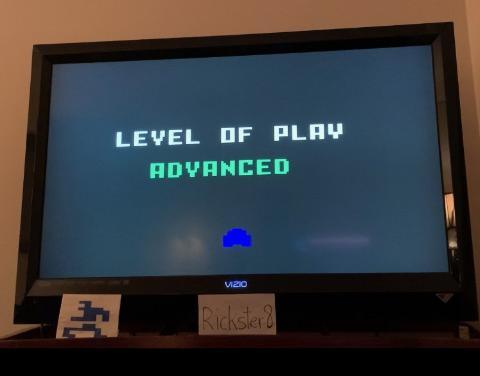 LEVEL OF PLAY
ADVANCED
VIZIO
Rickster8